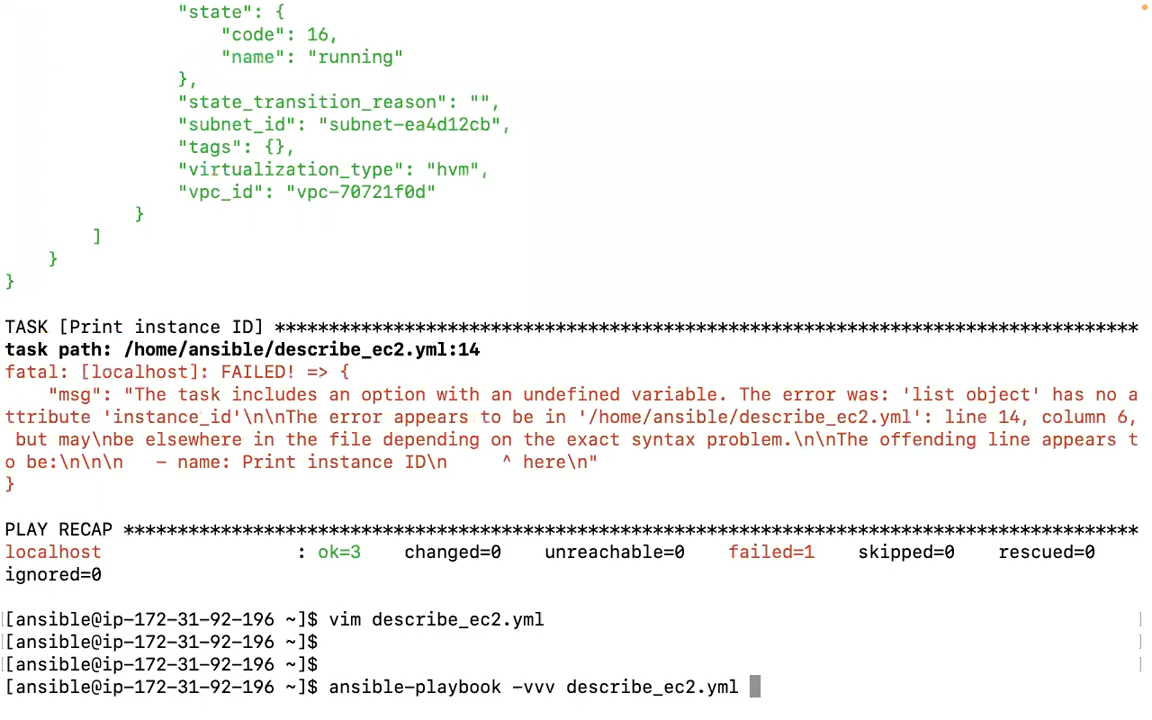 "state": {
"code": 16,
"name": "running"
},
"state_transition_reason": "",
"subnet_id": "subnet-ea4d12cb",
"tags": {},
"virtualization_type": "hvm",
"vpc_id": "vpc-70721f0d"
}
]
}
}
TASK [Print instance ID] ********************************************************************************
task path: /home/ansible/describe_ec2.yml:14
fatal: [localhost]: FAILED! => {
"msg": "The task includes an option with an undefined variable. The error was: 'list object' has no a
ttribute 'instance_id'\n\nThe error appears to be in '/home/ansible/describe_ec2.yml': line 14, column 6,
but may\nbe elsewhere in the file depending on the exact syntax problem.\n\nThe offending line appears t
o be:\n\n\n   - name: Print instance ID\n     ^ here\n"
}
PLAY RECAP **********************************************************************************************
localhost                  : ok=3    changed=0    unreachable=0    failed=1    skipped=0    rescued=0
ignored=0
[ansible@ip-172-31-92-196 ~]$ vim describe_ec2.yml
[ansible@ip-172-31-92-196 ~]$
[ansible@ip-172-31-92-196 ~]$
[ansible@ip-172-31-92-196 ~]$ ansible-playbook -vvv describe_ec2.yml